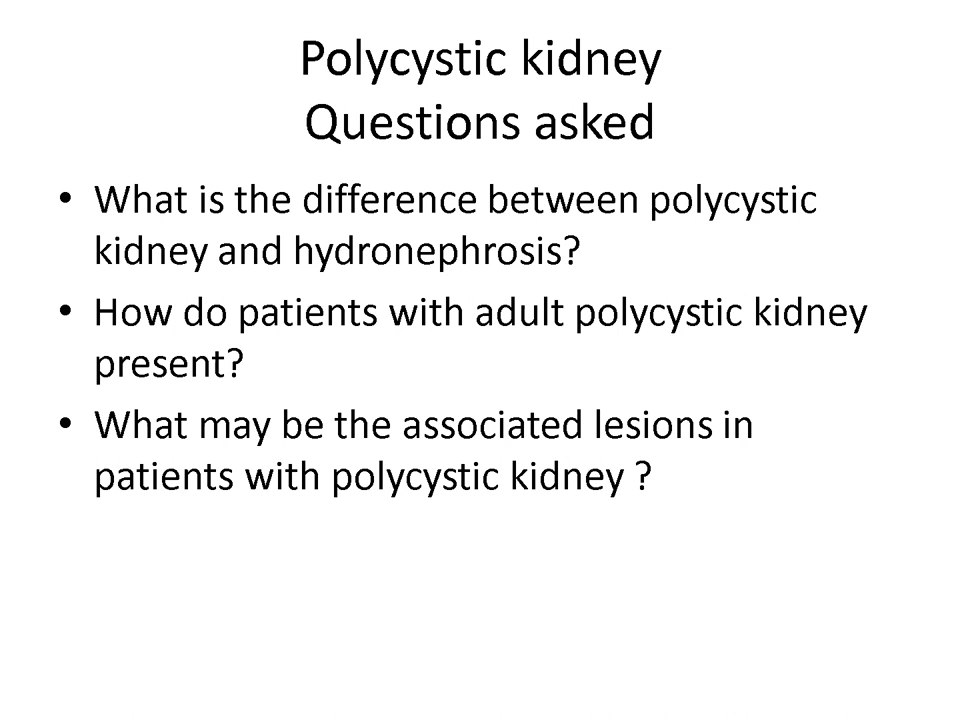 Polycystic kidney
Questions asked
• What is the difference between polycystic
kidney and hydronephrosis?
• How do patients with adult polycystic kidney
present?
• What may be the associated lesions in
patients with polycystic kidney ?